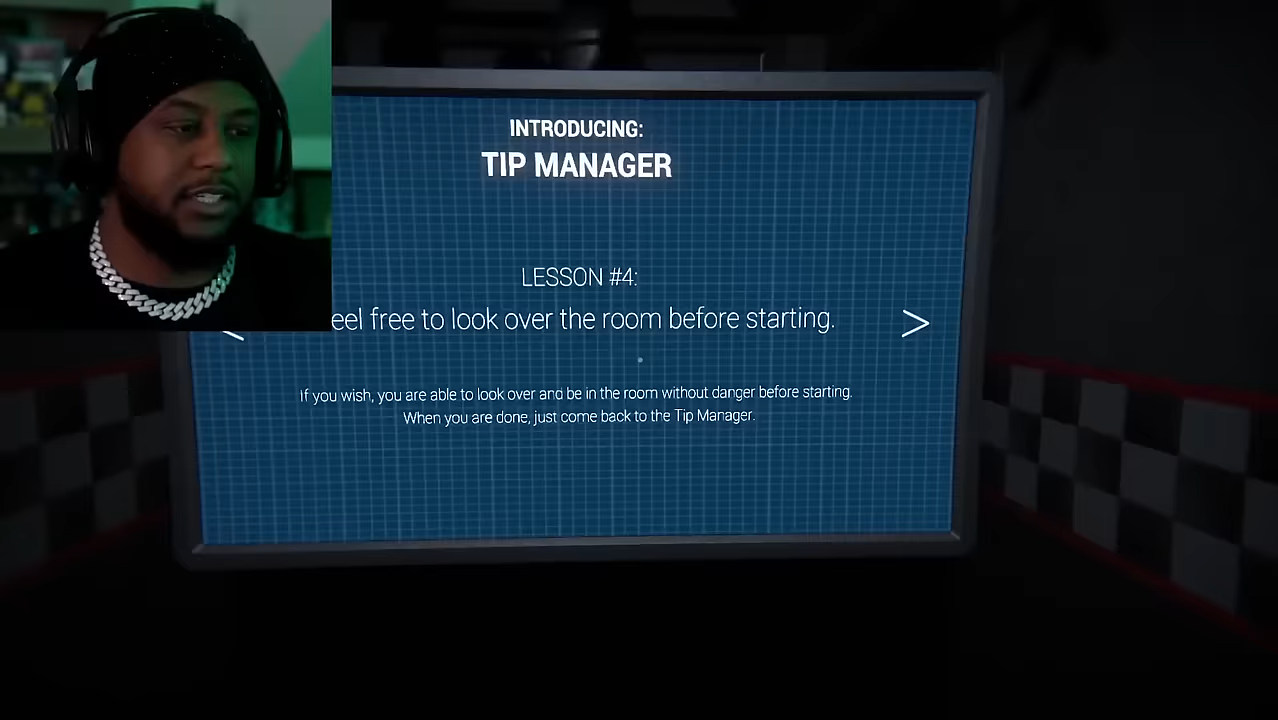 INTRODUCING:
TIP MANAGER
LESSON #4:
eel free to look over the room before starting.
If you wish, you are able to look over and be in the room without danger before starting.
When you are done, just come back to the Tip Manager.